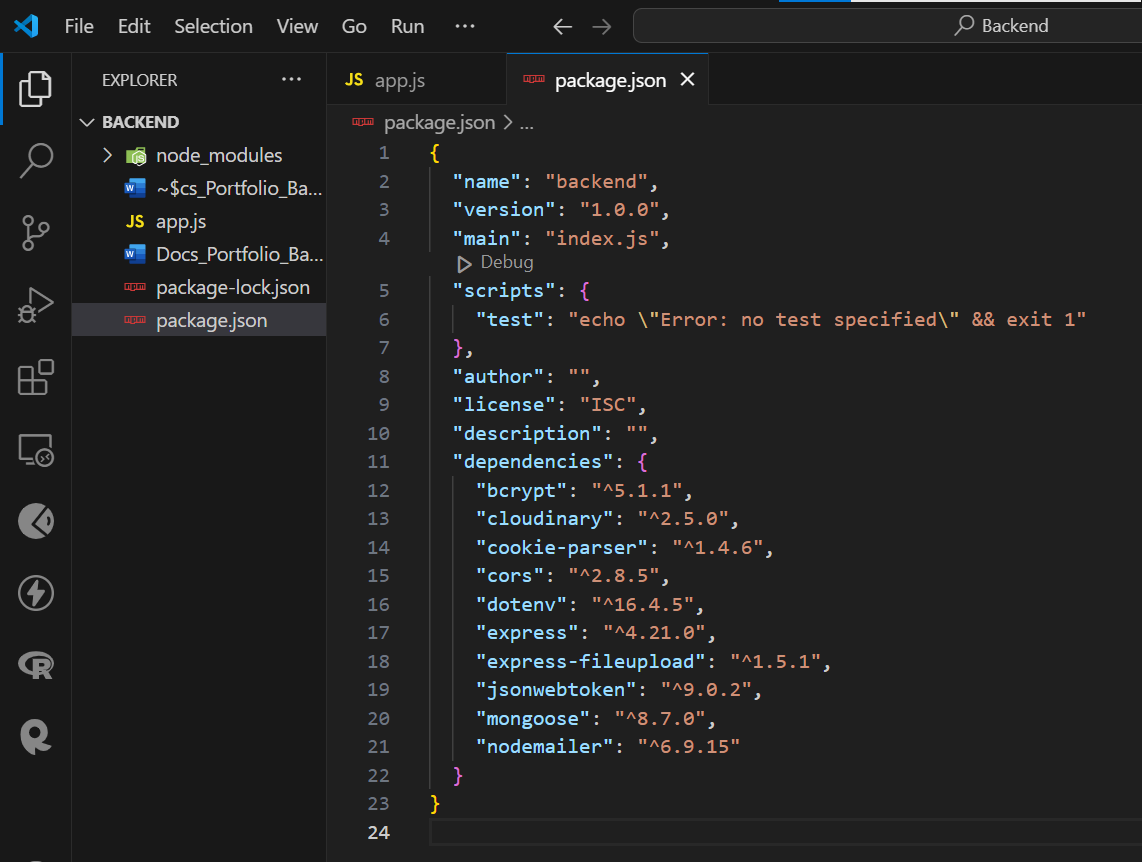 File Edit Selection View Go Run ···
Backend
EXPLORER ···
BACKEND
node_modules
~$cs_Portfolio_Ba...
JS app.js
Docs_Portfolio_Ba...
package-lock.json
package.json
JS app.js
package.json
package.json > ...
1 {
2 "name": "backend",
3 "version": "1.0.0",
4 "main": "index.js",
Debug
5 "scripts": {
6 "test": "echo \"Error: no test specified\" && exit 1"
7 },
8 "author": "",
9 "license": "ISC",
10 "description": "",
11 "dependencies": {
12 "bcrypt": "^5.1.1",
13 "cloudinary": "^2.5.0",
14 "cookie-parser": "^1.4.6",
15 "cors": "^2.8.5",
16 "dotenv": "^16.4.5",
17 "express": "^4.21.0",
18 "express-fileupload": "^1.5.1",
19 "jsonwebtoken": "^9.0.2",
20 "mongoose": "^8.7.0",
21 "nodemailer": "^6.9.15"
22 }
23 }
24